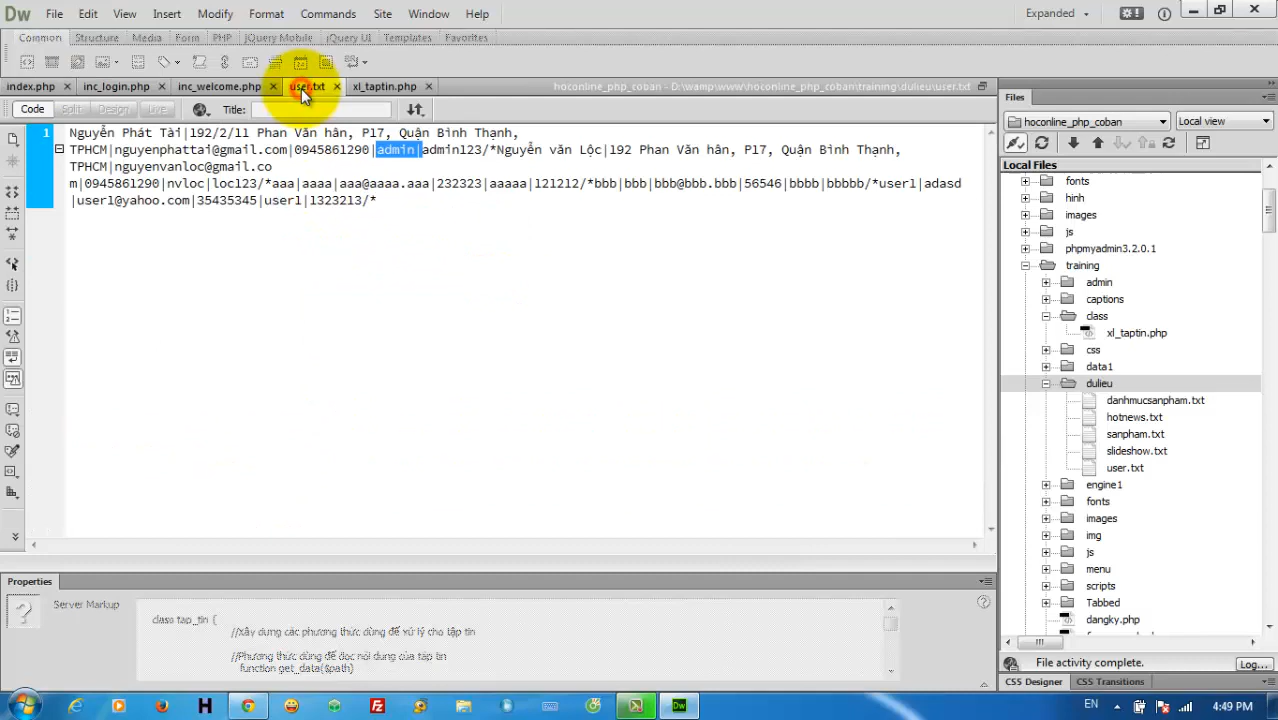 Dw File Edit View Insert Modify Format Commands Site Window Help Expanded
Common Structure Media Form PHP jQuery Mobile jQuery UI Templates Favorites
index.php inc_login.php inc_welcome.php user.txt xl_taptin.php hoconline_php_coban - D:\wamp\www\hoconline_php_coban\training\dulieu\user.txt
Code Split Design Live Title:
1 Nguyễn Phát Tài|192/2/11 Phan Văn hân, P17, Quận Bình Thạnh,
TPHCM|nguyenphattai@gmail.com|0945861290|admin|admin123/*Nguyễn văn Lộc|192 Phan Văn hân, P17, Quận Bình Thạnh,
TPHCM|nguyenvanloc@gmail.co
m|0945861290|nvloc|loc123/*aaa|aaaa|aaa@aaaa.aaa|232323|aaaaa|121212/*bbb|bbb|bbb@bbb.bbb|56546|bbbb|bbbbb/*user1|adasd
|user1@yahoo.com|35435345|user1|1323213/*
Files
hoconline_php_coban Local view
Local Files
fonts
hinh
images
js
phpmyadmin3.2.0.1
training
admin
captions
class
xl_taptin.php
css
data1
dulieu
danhmucsanpham.txt
hotnews.txt
sanpham.txt
slideshow.txt
user.txt
engine1
fonts
images
img
js
menu
scripts
Tabbed
dangky.php
File activity complete. Log...
CSS Designer CSS Transitions
Properties
Server Markup
class tap_tin {
//Xây dựng các phương thức dùng để xử lý cho tập tin
//Phương thức dùng để đọc nội dung của tập tin
function get_data($path)
EN 4:49 PM